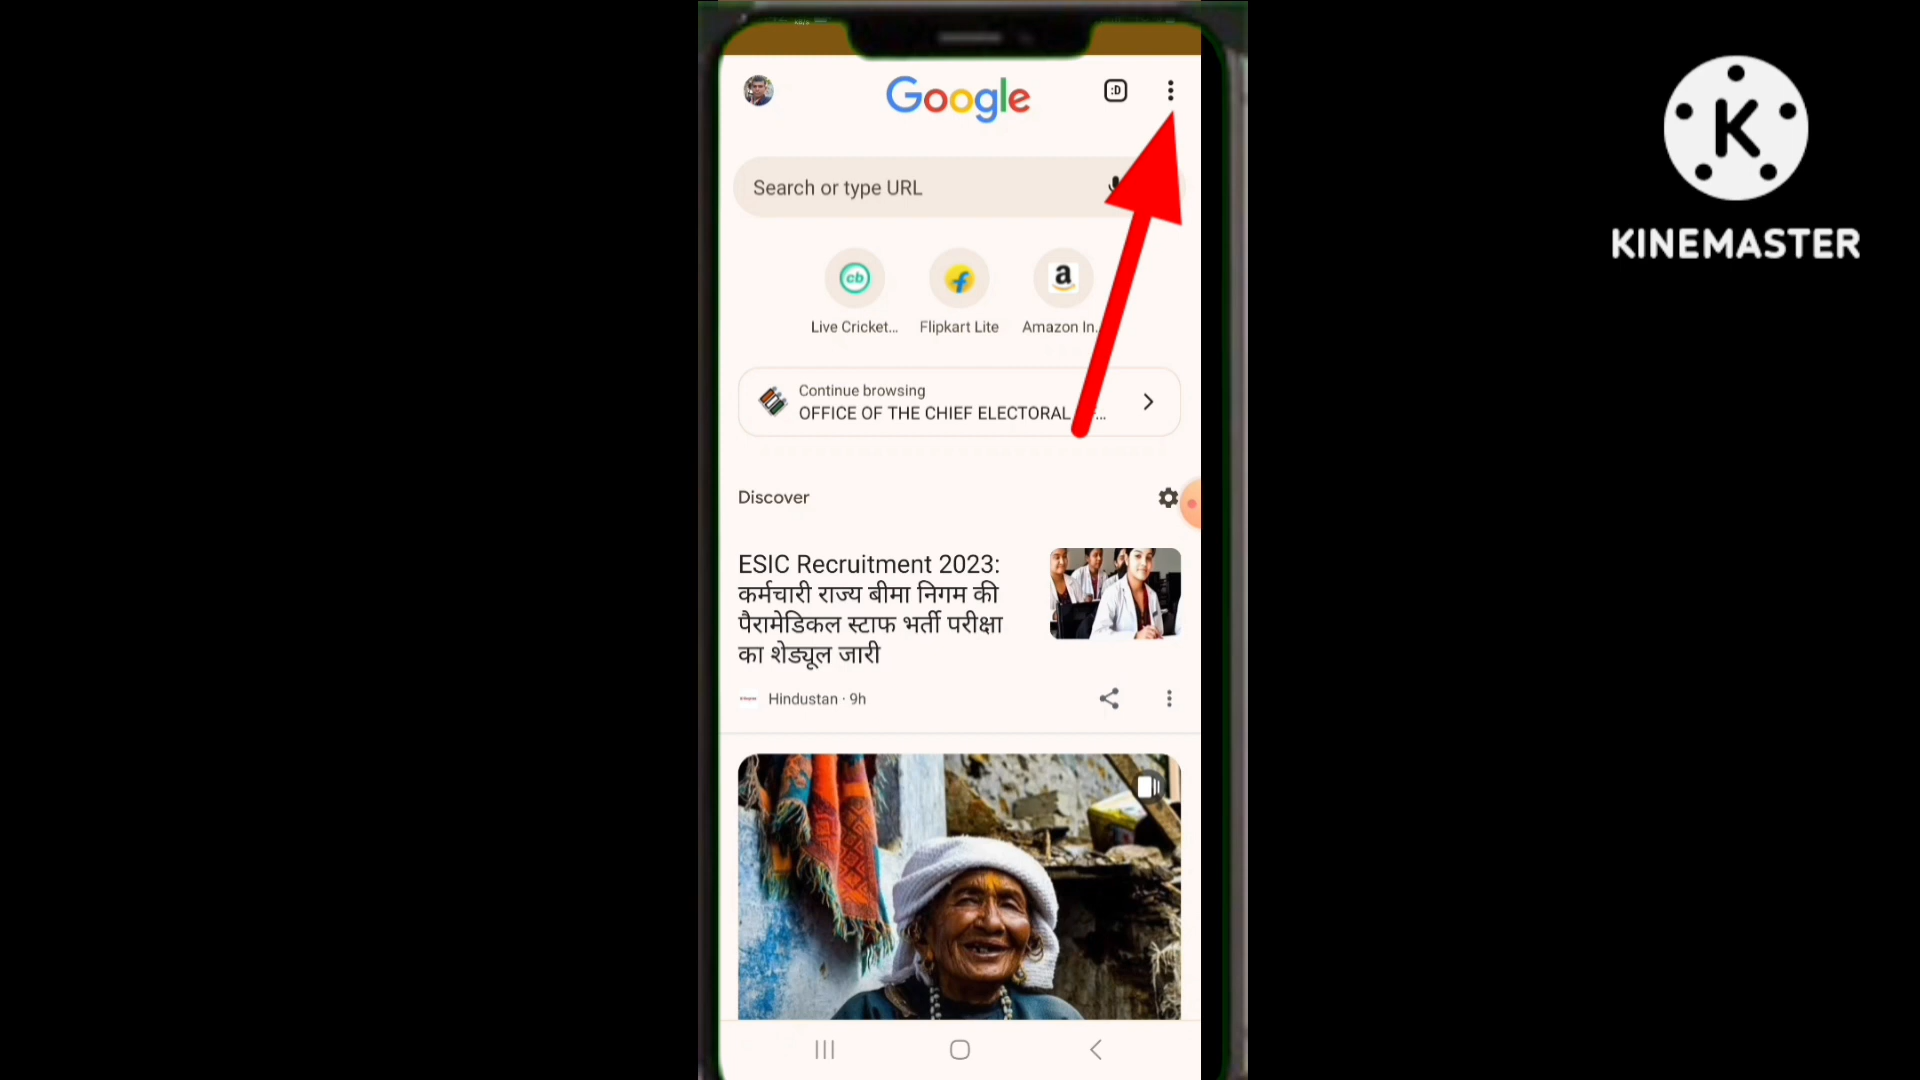 Google
:D
Search or type URL
cb
f
a
Live Cricket...
Flipkart Lite
Amazon In...
Continue browsing
OFFICE OF THE CHIEF ELECTORAL
Discover
ESIC Recruitment 2023:
कर्मचारी राज्य बीमा निगम की
पैरामेडिकल स्टाफ भर्ती परीक्षा
का शेड्यूल जारी
Hindustan · 9h
K
KINEMASTER